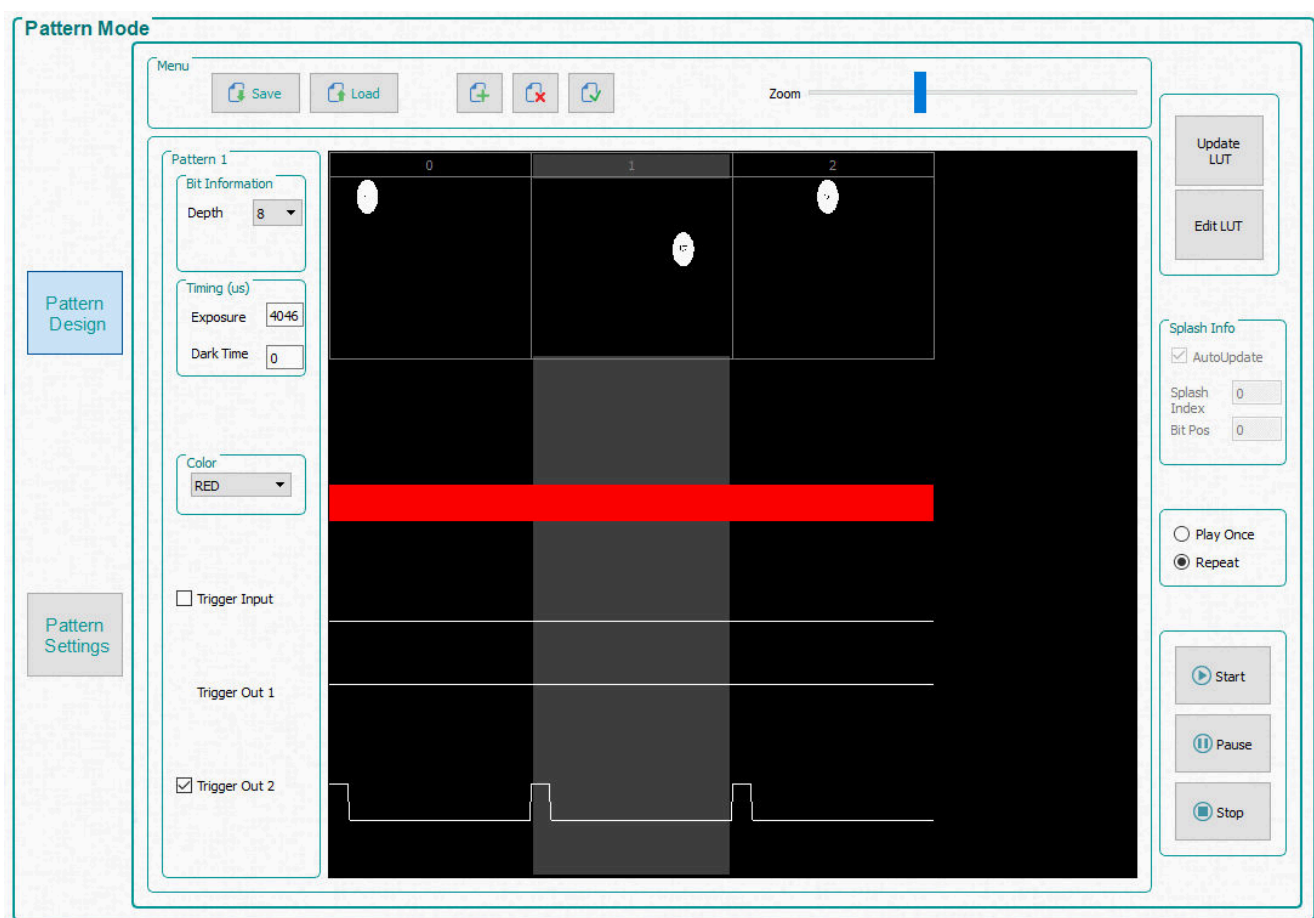 Pattern Mode
Menu
Save
Load
Zoom
Pattern 1
Bit Information
Depth
8
Timing (us)
Exposure
4046
Dark Time
0
Color
RED
Trigger Input
Trigger Out 1
Trigger Out 2
0
1
2
Pattern
Design
Pattern
Settings
Update
LUT
Edit LUT
Splash Info
AutoUpdate
Splash
Index
0
Bit Pos
0
Play Once
Repeat
Start
Pause
Stop